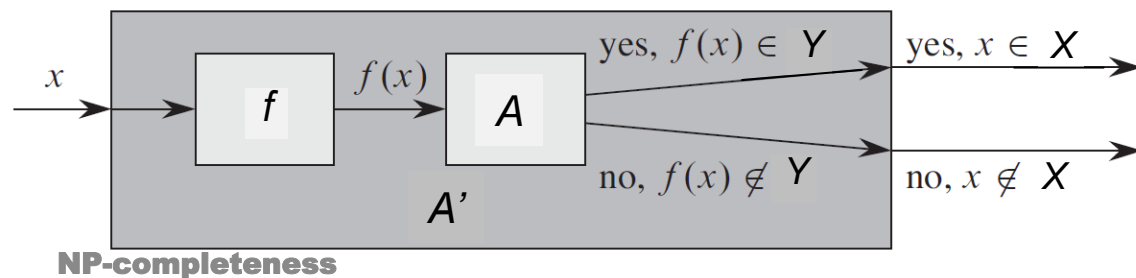 yes, f(x) ∈ Y
yes, x ∈ X
x
f(x)
f
A
no, f(x) ∉ Y
no, x ∉ X
A’
NP-completeness